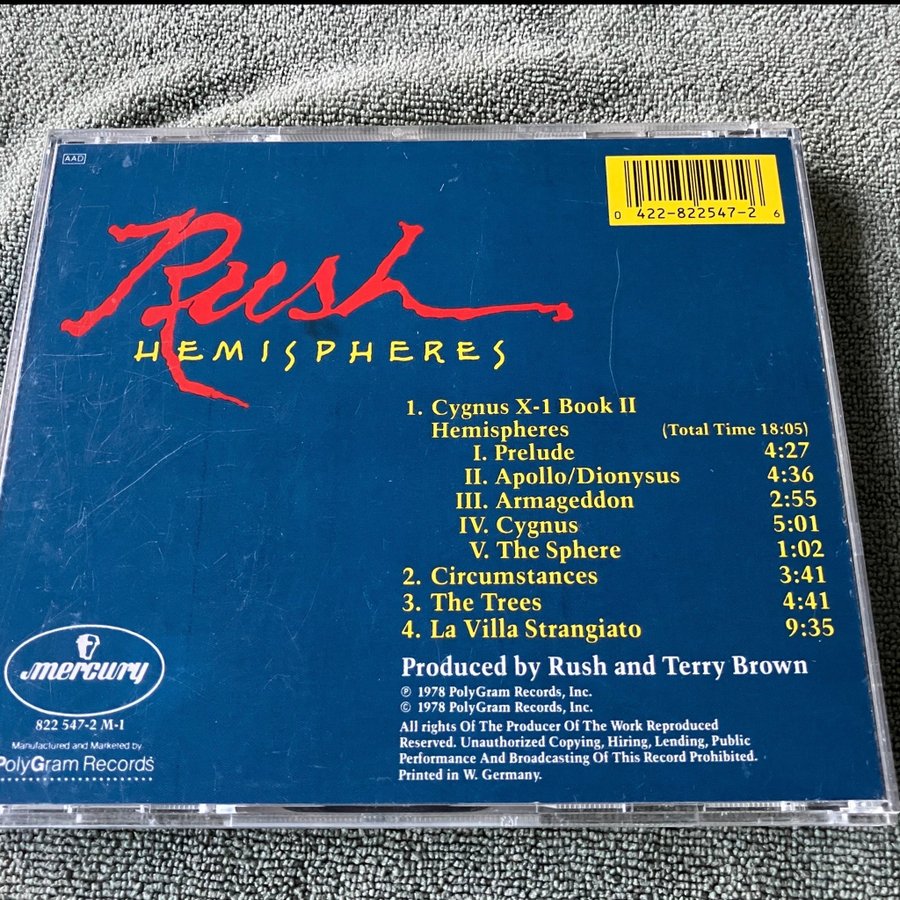 AAD
0 422-822547-2 6
Rush
HEMISPHERES
1. Cygnus X-1 Book II
Hemispheres (Total Time 18:05)
I. Prelude 4:27
II. Apollo/Dionysus 4:36
III. Armageddon 2:55
IV. Cygnus 5:01
V. The Sphere 1:02
2. Circumstances 3:41
3. The Trees 4:41
4. La Villa Strangiato 9:35
Produced by Rush and Terry Brown
℗ 1978 PolyGram Records, Inc.
© 1978 PolyGram Records, Inc.
All rights Of The Producer Of The Work Reproduced
Reserved. Unauthorized Copying, Hiring, Lending, Public
Performance And Broadcasting Of This Record Prohibited.
Printed in W. Germany.
mercury
822 547-2 M-1
Manufactured and Marketed by
PolyGram Records